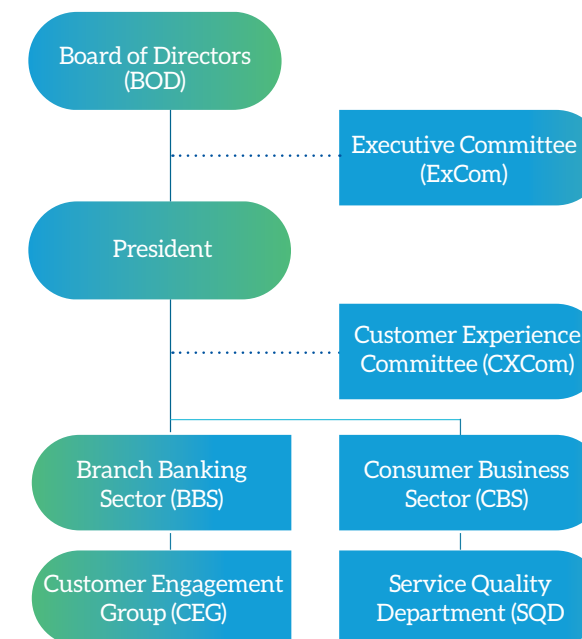 Board of Directors
(BOD)
Executive Committee
(ExCom)
President
Customer Experience
Committee (CXCom)
Branch Banking
Sector (BBS)
Consumer Business
Sector (CBS)
Customer Engagement
Group (CEG)
Service Quality
Department (SQD